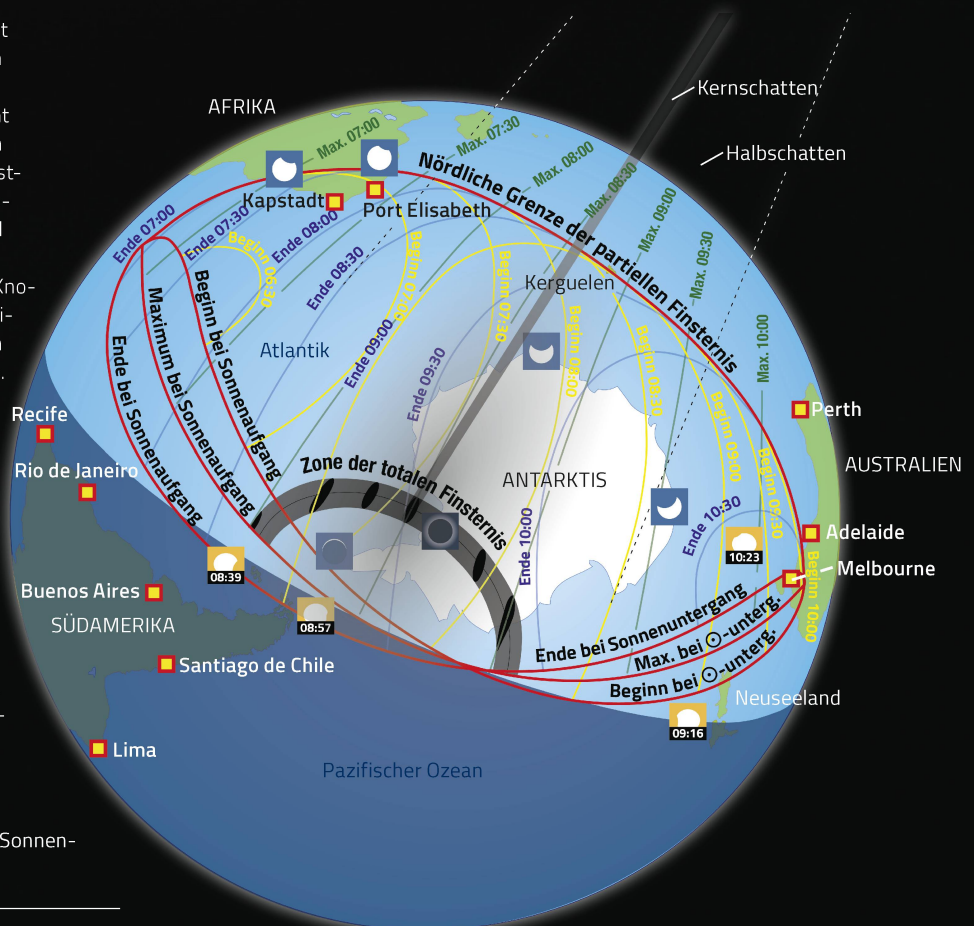 t
t
st-
-
Kno-
i-
.
-
Sonnen-
AFRIKA
Kernschatten
Halbschatten
Max. 07:00
Max. 07:30
Max. 08:00
Max. 08:30
Max. 09:00
Max. 09:30
Max. 10:00
Nördliche Grenze der partiellen Finsternis
Kapstadt
Port Elisabeth
Ende 07:00
Ende 07:30
Ende 08:00
Ende 08:30
Ende 09:00
Ende 09:30
Ende 10:00
Ende 10:30
Beginn 06:30
Beginn 07:00
Beginn 07:30
Beginn 08:00
Beginn 08:30
Beginn 09:00
Beginn 09:30
Beginn 10:00
Kerguelen
Atlantik
Beginn bei Sonnenaufgang
Maximum bei Sonnenaufgang
Ende bei Sonnenaufgang
Zone der totalen Finsternis
ANTARKTIS
Recife
Rio de Janeiro
Perth
AUSTRALIEN
Adelaide
Melbourne
10:23
08:39
08:57
Buenos Aires
SÜDAMERIKA
Santiago de Chile
Lima
Ende bei Sonnenuntergang
Max. bei ☉-unterg.
Beginn bei ☉-unterg.
Neuseeland
09:16
Pazifischer Ozean